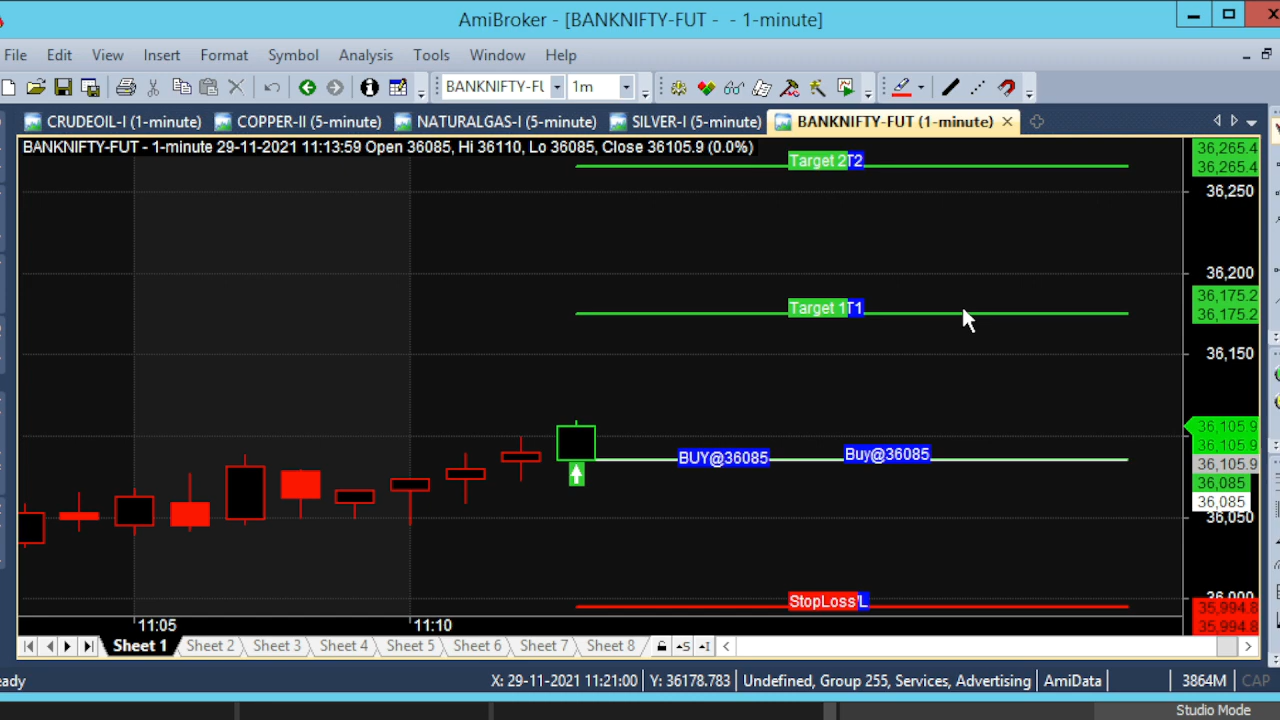 AmiBroker - [BANKNIFTY-FUT - - 1-minute]
File Edit View Insert Format Symbol Analysis Tools Window Help
BANKNIFTY-FU 1m
CRUDEOIL-I (1-minute) COPPER-II (5-minute) NATURALGAS-I (5-minute) SILVER-I (5-minute) BANKNIFTY-FUT (1-minute)
BANKNIFTY-FUT - 1-minute 29-11-2021 11:13:59 Open 36085, Hi 36110, Lo 36085, Close 36105.9 (0.0%)
36,265.4
Target 2 T2
36,265.4
36,250
36,200
36,175.2
Target 1 T1
36,175.2
36,150
36,105.9
36,105.9
BUY@36085 Buy@36085
36,105.9
36,085
36,085
36,050
36,000
StopLoss L
35,994.8
35,994.8
11:05 11:10
Sheet 1 Sheet 2 Sheet 3 Sheet 4 Sheet 5 Sheet 6 Sheet 7 Sheet 8
eady X: 29-11-2021 11:21:00 Y: 36178.783 Undefined, Group 255, Services, Advertising AmiData 3864M CAP
Studio Mode